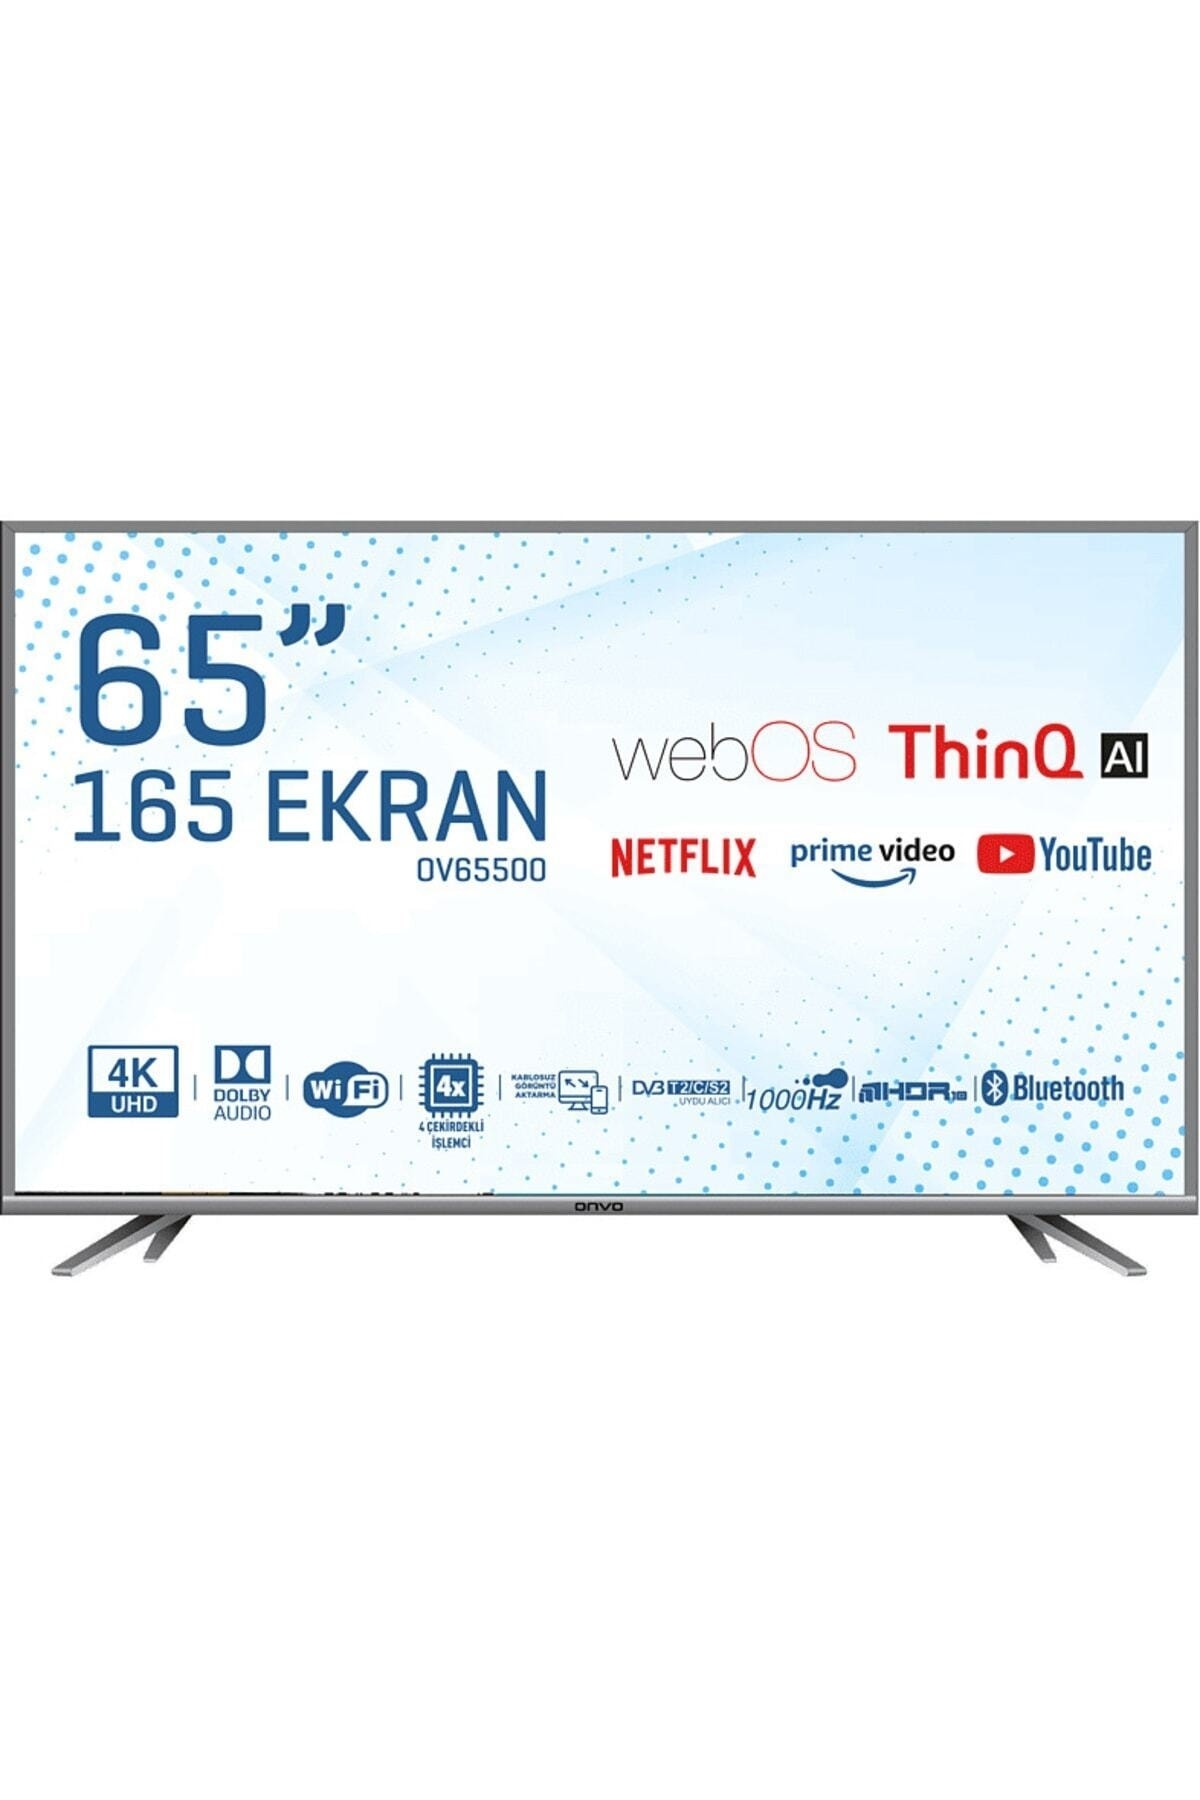 65”
165 EKRAN
OV65500
webOS ThinQ AI
NETFLIX prime video YouTube
4K
UHD
DOLBY
AUDIO
WiFi
4x
4 ÇEKİRDEKLİ
İŞLEMCİ
KABLOSUZ
GÖRÜNTÜ
AKTARMA
DVB T2/C/S2
UYDU ALICI
1000Hz
HDR10
Bluetooth
onvo